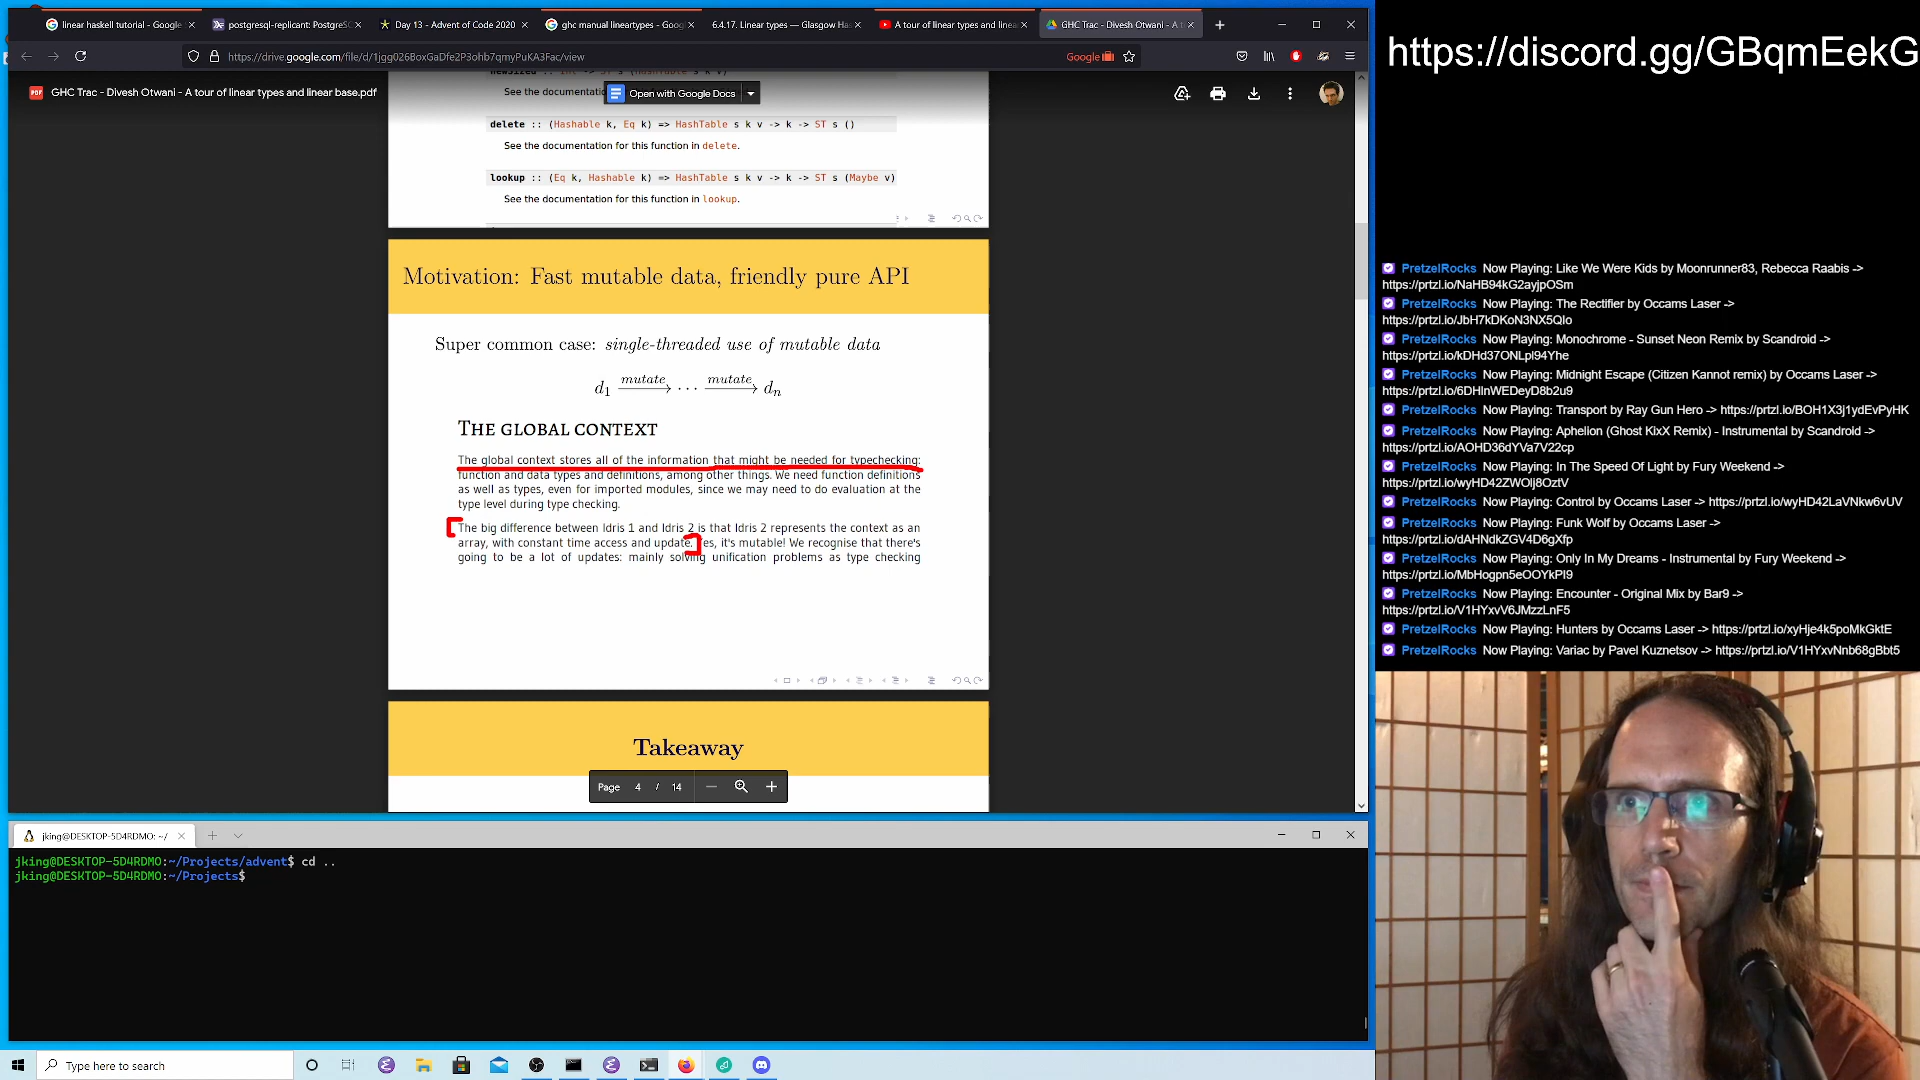 linear haskell tutorial - Google
postgresql-replicant: PostgreS
Day 13 - Advent of Code 2020
ghc manual lineartypes - Goog
6.4.17. Linear types — Glasgow Ha
A tour of linear types and linea
GHC Trac - Divesh Otwani - A t
https://drive.google.com/file/d/1jgg026BoxGaDfe2P3ohb7qmyPuKA3Fac/view
Google
GHC Trac - Divesh Otwani - A tour of linear types and linear base.pdf
Open with Google Docs
See the documentation
delete :: (Hashable k, Eq k) => HashTable s k v -> k -> ST s ()
See the documentation for this function in delete.
lookup :: (Eq k, Hashable k) => HashTable s k v -> k -> ST s (Maybe v)
See the documentation for this function in lookup.
Motivation: Fast mutable data, friendly pure API
Super common case: single-threaded use of mutable data
d1 mutate ··· mutate dn
THE GLOBAL CONTEXT
The global context stores all of the information that might be needed for typechecking:
function and data types and definitions, among other things. We need function definitions
as well as types, even for imported modules, since we may need to do evaluation at the
type level during type checking.
The big difference between Idris 1 and Idris 2 is that Idris 2 represents the context as an
array, with constant time access and update. Yes, it's mutable! We recognise that there's
going to be a lot of updates: mainly solving unification problems as type checking
Takeaway
Page 4 / 14
jking@DESKTOP-5D4RDMO: ~/
jking@DESKTOP-5D4RDMO:~/Projects/advent$ cd ..
jking@DESKTOP-5D4RDMO:~/Projects$
Type here to search
https://discord.gg/GBqmEekG
PretzelRocks Now Playing: Like We Were Kids by Moonrunner83, Rebecca Raabis ->
https://prtzl.io/NaHB94kG2ayjpOSm
PretzelRocks Now Playing: The Rectifier by Occams Laser ->
https://prtzl.io/JbH7kDKoN3NX5Qlo
PretzelRocks Now Playing: Monochrome - Sunset Neon Remix by Scandroid ->
https://prtzl.io/kDHd37ONLpl94Yhe
PretzelRocks Now Playing: Midnight Escape (Citizen Kannot remix) by Occams Laser ->
https://prtzl.io/6DHlnWEDeyD8b2u9
PretzelRocks Now Playing: Transport by Ray Gun Hero -> https://prtzl.io/BOH1X3j1ydEvPyHK
PretzelRocks Now Playing: Aphelion (Ghost KixX Remix) - Instrumental by Scandroid ->
https://prtzl.io/AOHD36dYVa7V22cp
PretzelRocks Now Playing: In The Speed Of Light by Fury Weekend ->
https://prtzl.io/wyHD42ZWOlj8OztV
PretzelRocks Now Playing: Control by Occams Laser -> https://prtzl.io/wyHD42LaVNkw6vUV
PretzelRocks Now Playing: Funk Wolf by Occams Laser ->
https://prtzl.io/dAHNdkZGV4D6gXfp
PretzelRocks Now Playing: Only In My Dreams - Instrumental by Fury Weekend ->
https://prtzl.io/MbHogpn5eOOYkPI9
PretzelRocks Now Playing: Encounter - Original Mix by Bar9 ->
https://prtzl.io/V1HYxvV6JMzzLnF5
PretzelRocks Now Playing: Hunters by Occams Laser -> https://prtzl.io/xyHje4k5poMkGktE
PretzelRocks Now Playing: Variac by Pavel Kuznetsov -> https://prtzl.io/V1HYxvNnb68gBbt5